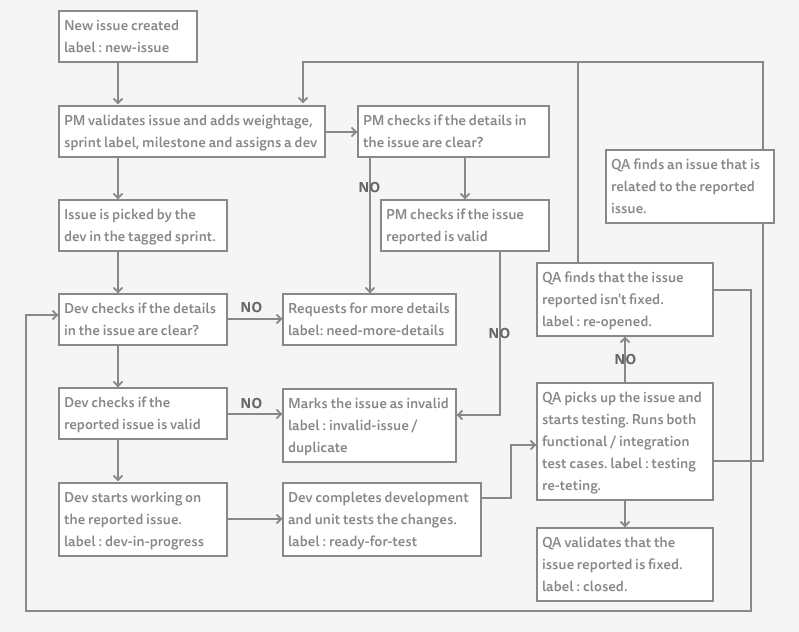 New issue created
label : new-issue
PM validates issue and adds weightage,
sprint label, milestone and assigns a dev
PM checks if the details in
the issue are clear?
QA finds an issue that is
related to the reported
issue.
NO
Issue is picked by the
dev in the tagged sprint.
PM checks if the issue
reported is valid
QA finds that the issue
reported isn't fixed.
label : re-opened.
Dev checks if the details
in the issue are clear?
NO
Requests for more details
label: need-more-details
NO
NO
Dev checks if the
reported issue is valid
NO
Marks the issue as invalid
label : invalid-issue /
duplicate
QA picks up the issue and
starts testing. Runs both
functional / integration
test cases. label : testing
re-teting.
Dev starts working on
the reported issue.
label : dev-in-progress
Dev completes development
and unit tests the changes.
label : ready-for-test
QA validates that the
issue reported is fixed.
label : closed.